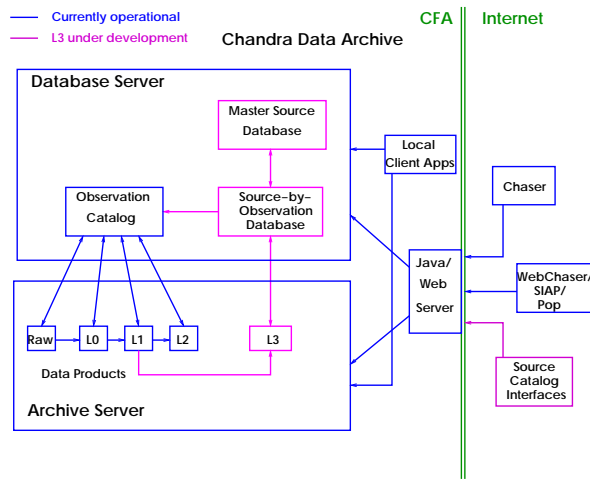 Currently operational
L3 under development
Chandra Data Archive
CFA
Internet
Database Server
Master Source
Database
Local
Client Apps
Observation
Catalog
Source-by-
Observation
Database
Chaser
Java/
Web
Server
WebChaser/
SIAP/
Pop
Raw
L0
L1
L2
L3
Data Products
Source
Catalog
Interfaces
Archive Server